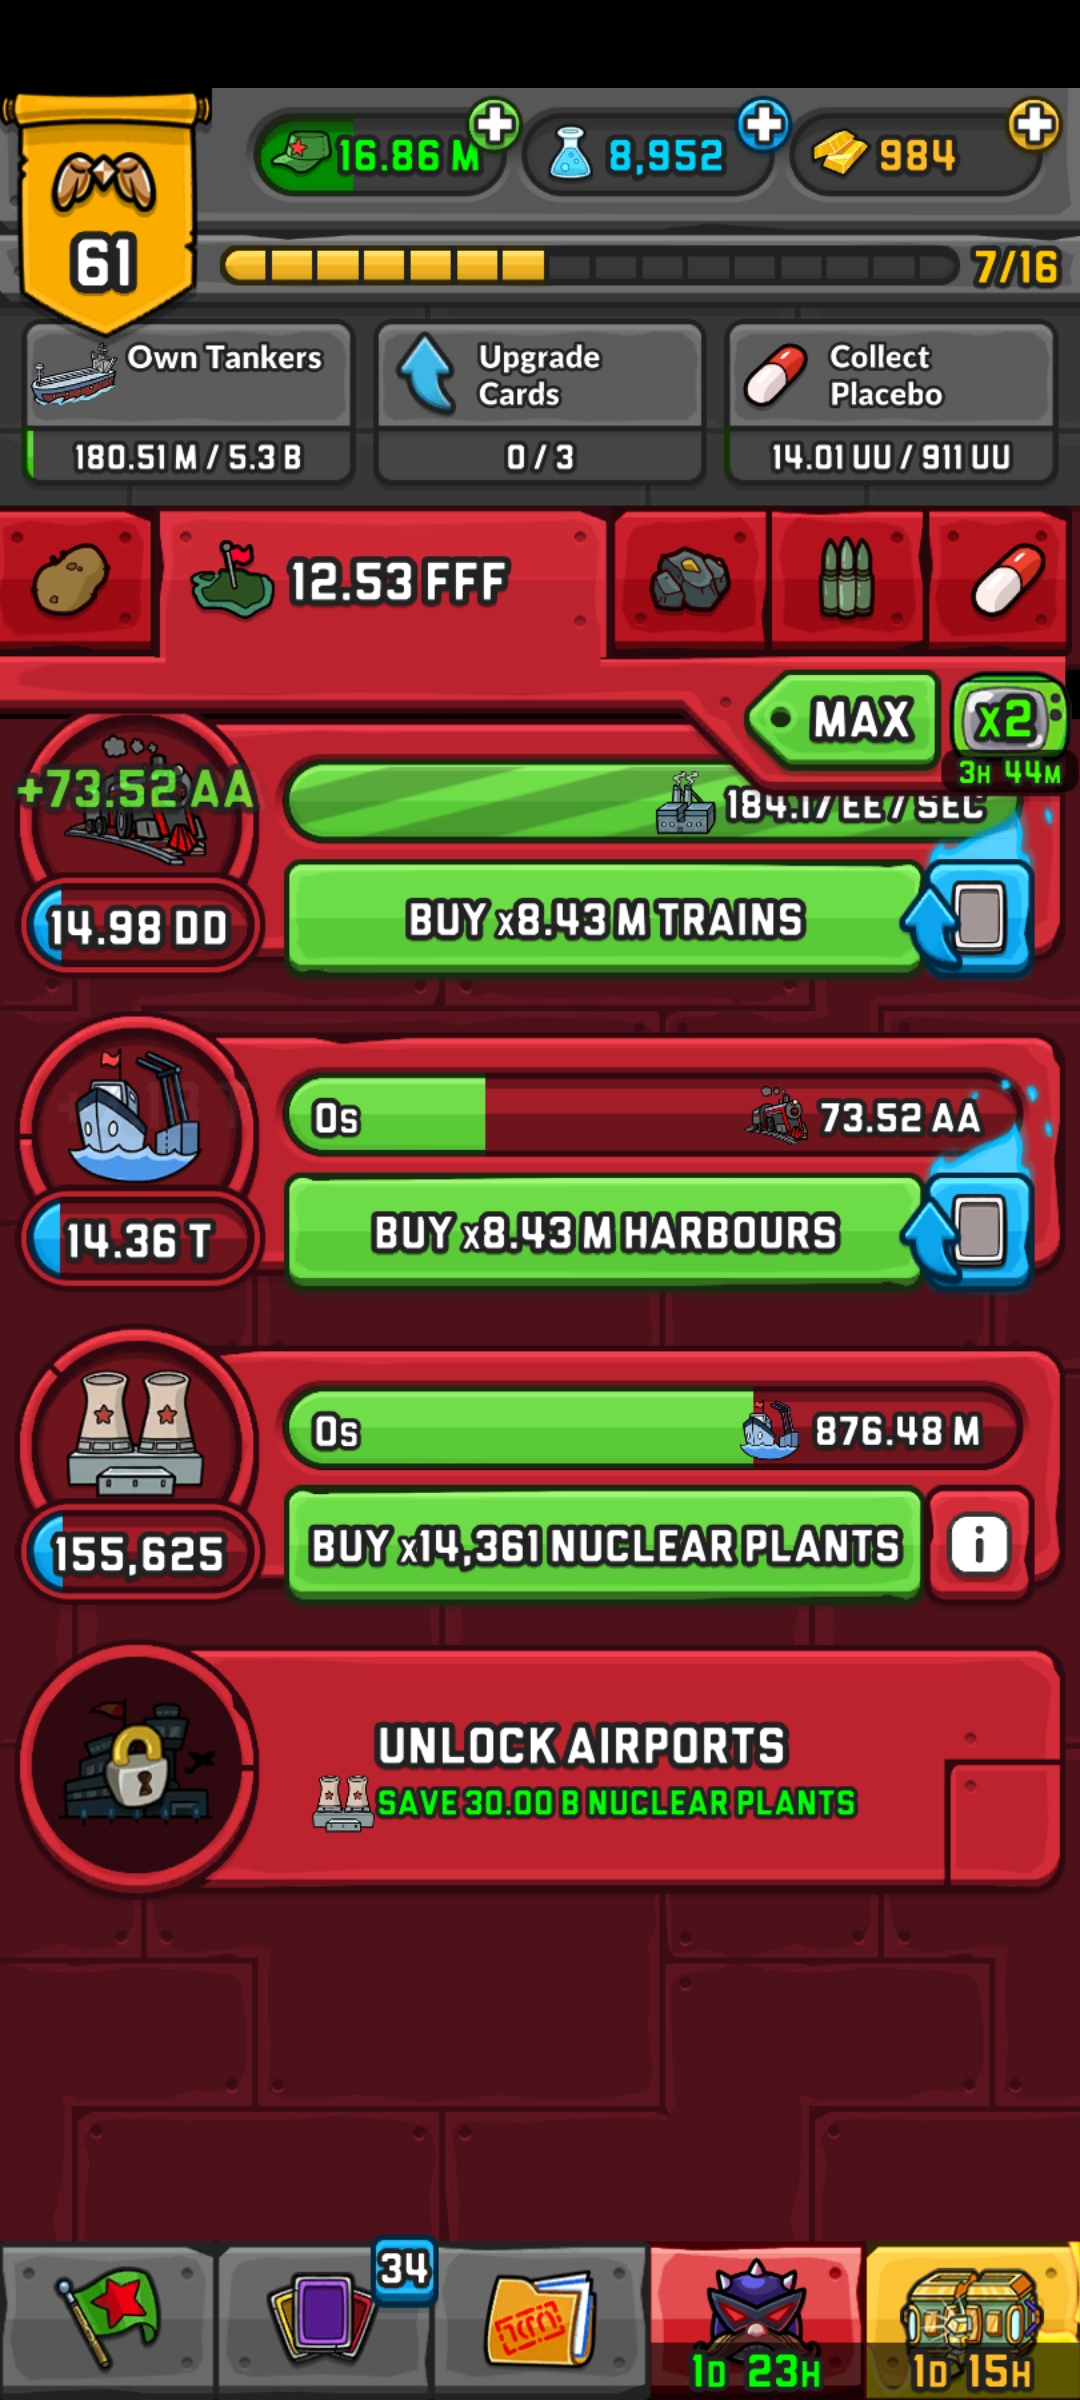 61
16.86 M
8,952
984
7/16
Own Tankers
180.51 M / 5.3 B
Upgrade
Cards
0 / 3
Collect
Placebo
14.01 UU / 911 UU
12.53 FFF
MAX
x2
3H 44M
+73.52 AA
184.17 EE / SEC
14.98 DD
BUY x8.43 M TRAINS
0s
73.52 AA
14.36 T
BUY x8.43 M HARBOURS
0s
876.48 M
155,625
BUY x14,361 NUCLEAR PLANTS
i
UNLOCK AIRPORTS
SAVE 30.00 B NUCLEAR PLANTS
34
1D 23H
1D 15H